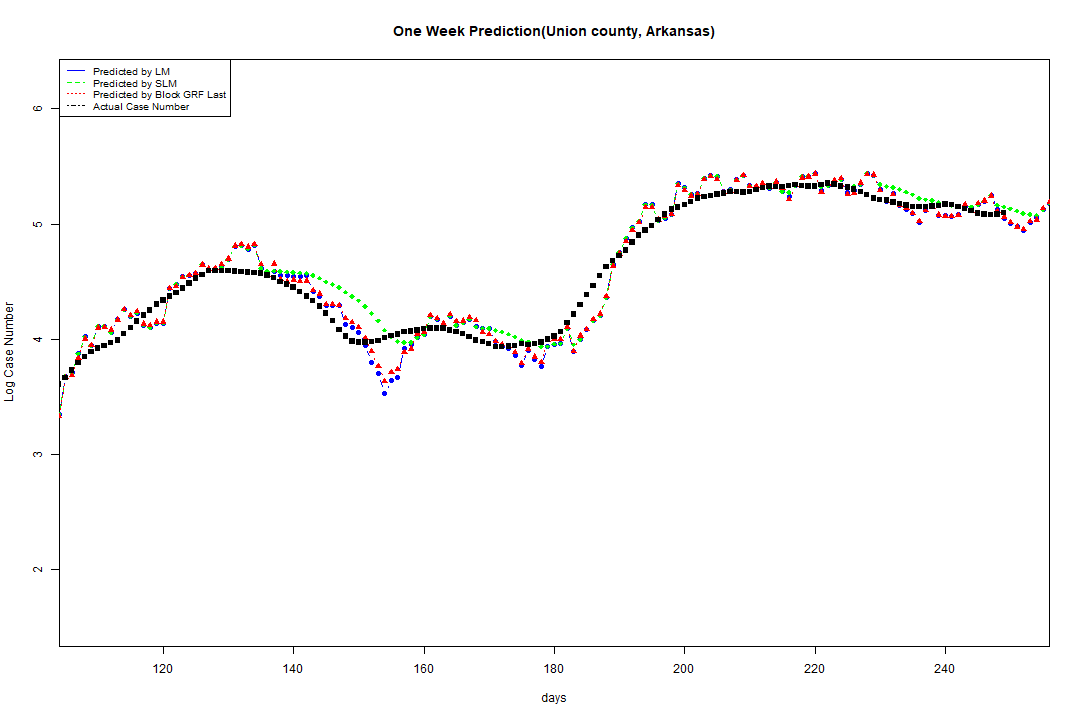 One Week Prediction(Union county, Arkansas)
Predicted by LM
Predicted by SLM
Predicted by Block GRF Last
Actual Case Number
6
5
4
3
2
Log Case Number
120 140 160 180 200 220 240
days